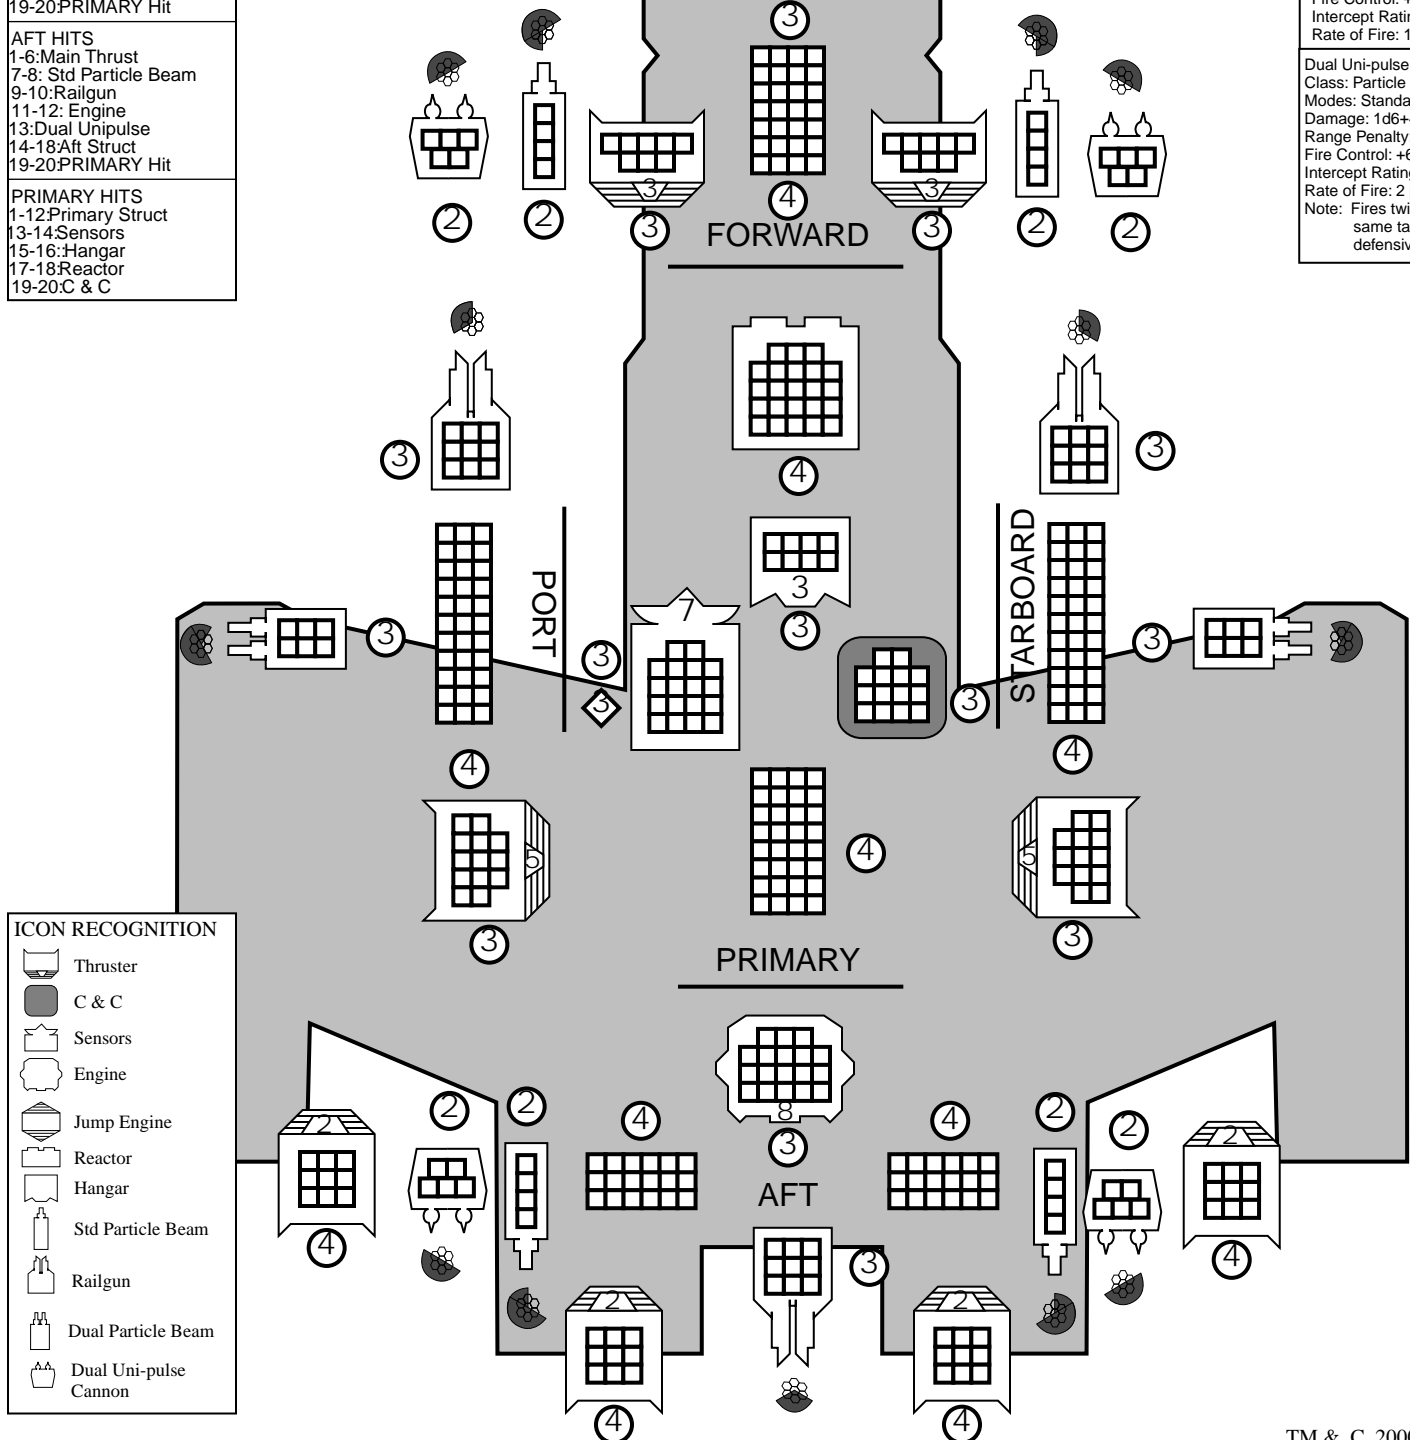 19-20:PRIMARY Hit
AFT HITS
1-6:Main Thrust
7-8: Std Particle Beam
9-10:Railgun
11-12: Engine
13:Dual Unipulse
14-18:Aft Struct
19-20:PRIMARY Hit
PRIMARY HITS
1-12:Primary Struct
13-14:Sensors
15-16::Hangar
17-18:Reactor
19-20:C & C
Fire Control: +
Intercept Ratin
Rate of Fire: 1
Dual Uni-pulse
Class: Particle
Modes: Standa
Damage: 1d6+
Range Penalty
Fire Control: +6
Intercept Rating
Rate of Fire: 2
Note: Fires twi
same ta
defensiv
3
3 3
4
2 2 3 3 2 2
FORWARD
3 3
4
3
7
3
3 3 3 3
PORT
STARBOARD
3 3
4 4
5 4 5
3 3
PRIMARY
ICON RECOGNITION
Thruster
C & C
Sensors
Engine
Jump Engine
Reactor
Hangar
Std Particle Beam
Railgun
Dual Particle Beam
Dual Uni-pulse
Cannon
8
2 2 4 4 2 2
2 3 2
AFT
4 3 4
2 2
4 4
TM & C 2000